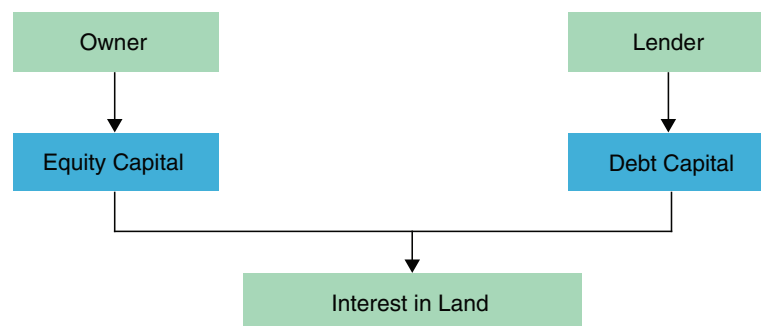 Owner
Lender
Equity Capital
Debt Capital
Interest in Land